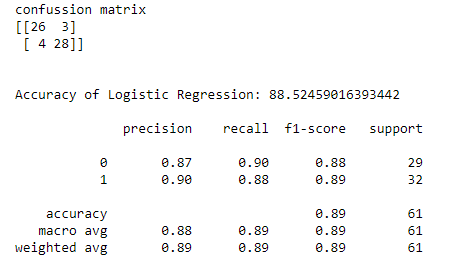 confussion matrix
[[26  3]
 [ 4 28]]
Accuracy of Logistic Regression: 88.52459016393442
precision recall f1-score support
0 0.87 0.90 0.88 29
1 0.90 0.88 0.89 32
accuracy 0.89 61
macro avg 0.88 0.89 0.89 61
weighted avg 0.89 0.89 0.89 61